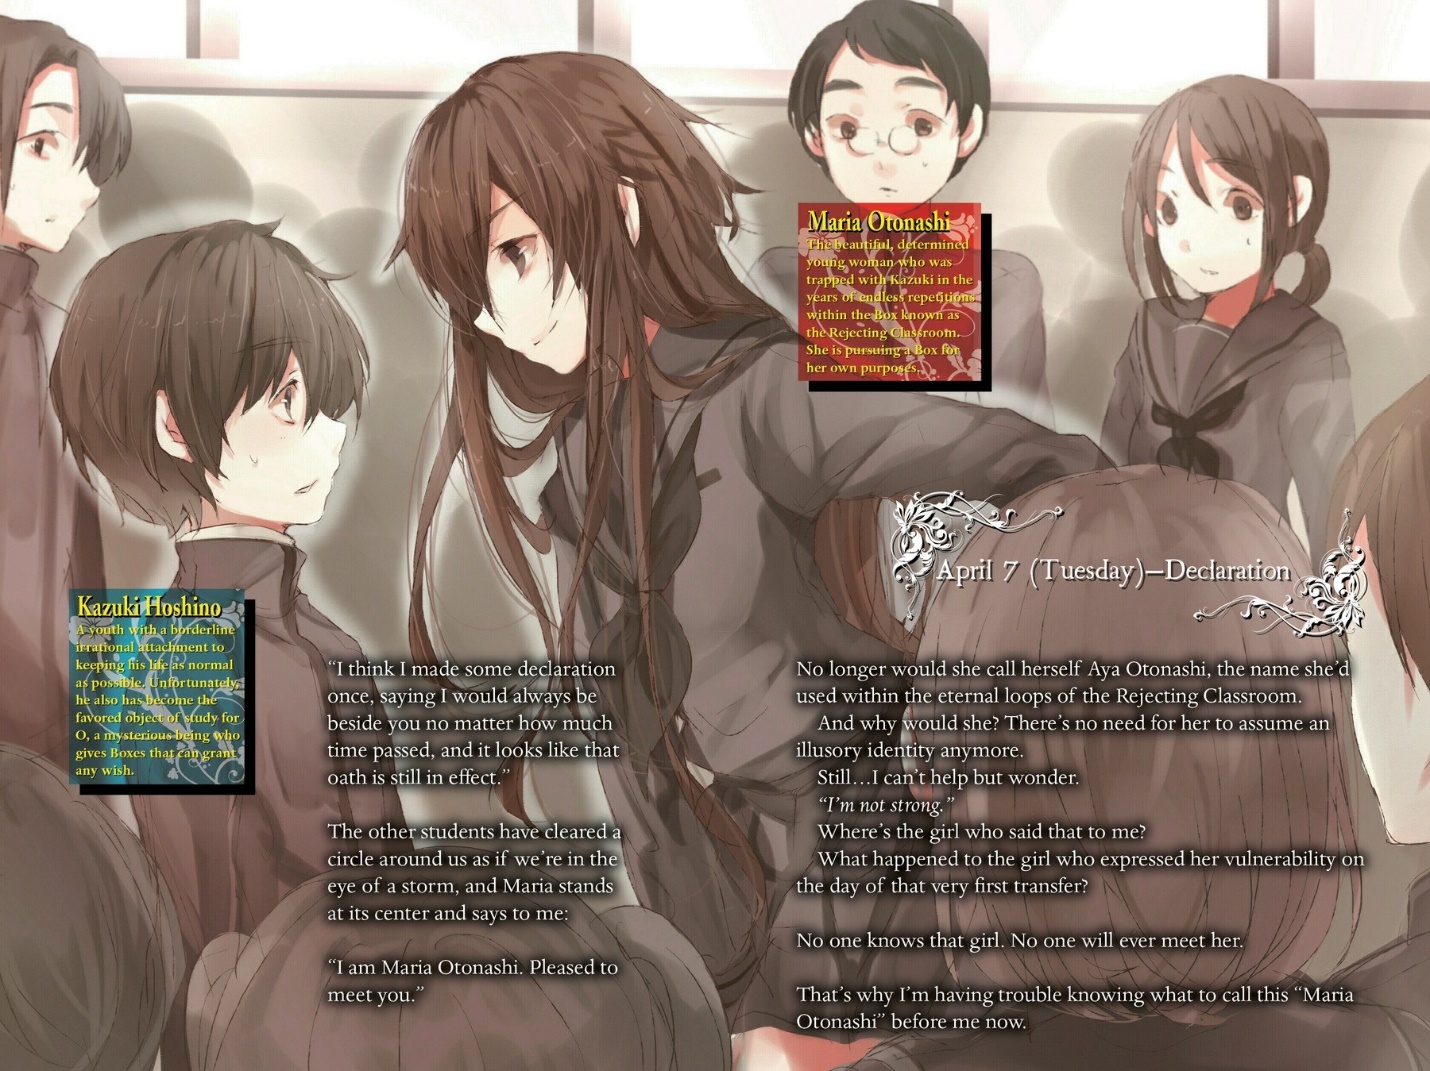 Maria Otonashi
The beautiful, determined
young woman who was
trapped with Kazuki in the
years of endless repetitions
within the Box known as
the Rejecting Classroom.
She is pursuing a Box for
her own purposes.
April 7 (Tuesday)—Declaration
Kazuki Hoshino
A youth with a borderline
irrational attachment to
keeping his life as normal
as possible. Unfortunately,
he also has become the
favored object of study for
O, a mysterious being who
gives Boxes that can grant
any wish.
“I think I made some declaration
once, saying I would always be
beside you no matter how much
time passed, and it looks like that
oath is still in effect.”
The other students have cleared a
circle around us as if we’re in the
eye of a storm, and Maria stands
at its center and says to me:
“I am Maria Otonashi. Pleased to
meet you.”
No longer would she call herself Aya Otonashi, the name she’d
used within the eternal loops of the Rejecting Classroom.
And why would she? There’s no need for her to assume an
illusory identity anymore.
Still…I can’t help but wonder.
“I’m not strong.”
Where’s the girl who said that to me?
What happened to the girl who expressed her vulnerability on
the day of that very first transfer?
No one knows that girl. No one will ever meet her.
That’s why I’m having trouble knowing what to call this “Maria
Otonashi” before me now.